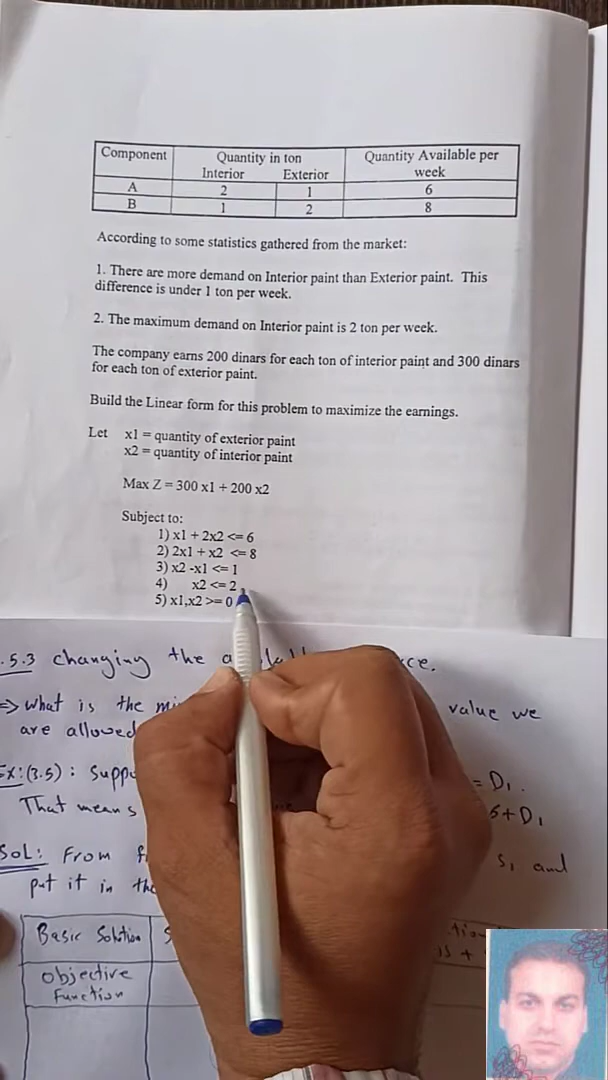 Component Quantity in ton Quantity Available per week
Interior Exterior
A 2 1 6
B 1 2 8
According to some statistics gathered from the market:
1. There are more demand on Interior paint than Exterior paint. This
difference is under 1 ton per week.
2. The maximum demand on Interior paint is 2 ton per week.
The company earns 200 dinars for each ton of interior paint and 300 dinars
for each ton of exterior paint.
Build the Linear form for this problem to maximize the earnings.
Let x1 = quantity of exterior paint
x2 = quantity of interior paint
Max Z = 300 x1 + 200 x2
Subject to:
1) x1 + 2x2 <= 6
2) 2x1 + x2 <= 8
3) x2 -x1 <= 1
4) x2 <= 2
5) x1,x2 >= 0
.5.3 changing the
=> what is the value we
are allowed
Ex:(3.5): = D1.
That means 6+D1
SoL: From S1 and
put it in the
Basic Solution
objective
Function